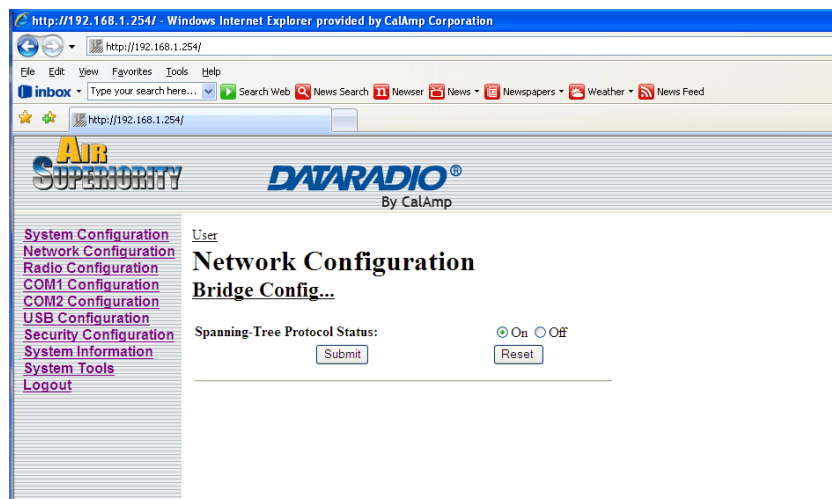 http://192.168.1.254/ - Windows Internet Explorer provided by CalAmp Corporation
http://192.168.1.254/
File Edit View Favorites Tools Help
inbox Type your search here... Search Web News Search Newser News Newspapers Weather News Feed
http://192.168.1.254/
AIR
SUPERIORITY
DATARADIO®
By CalAmp
System Configuration
Network Configuration
Radio Configuration
COM1 Configuration
COM2 Configuration
USB Configuration
Security Configuration
System Information
System Tools
Logout
User
Network Configuration
Bridge Config...
Spanning-Tree Protocol Status: On Off
Submit Reset